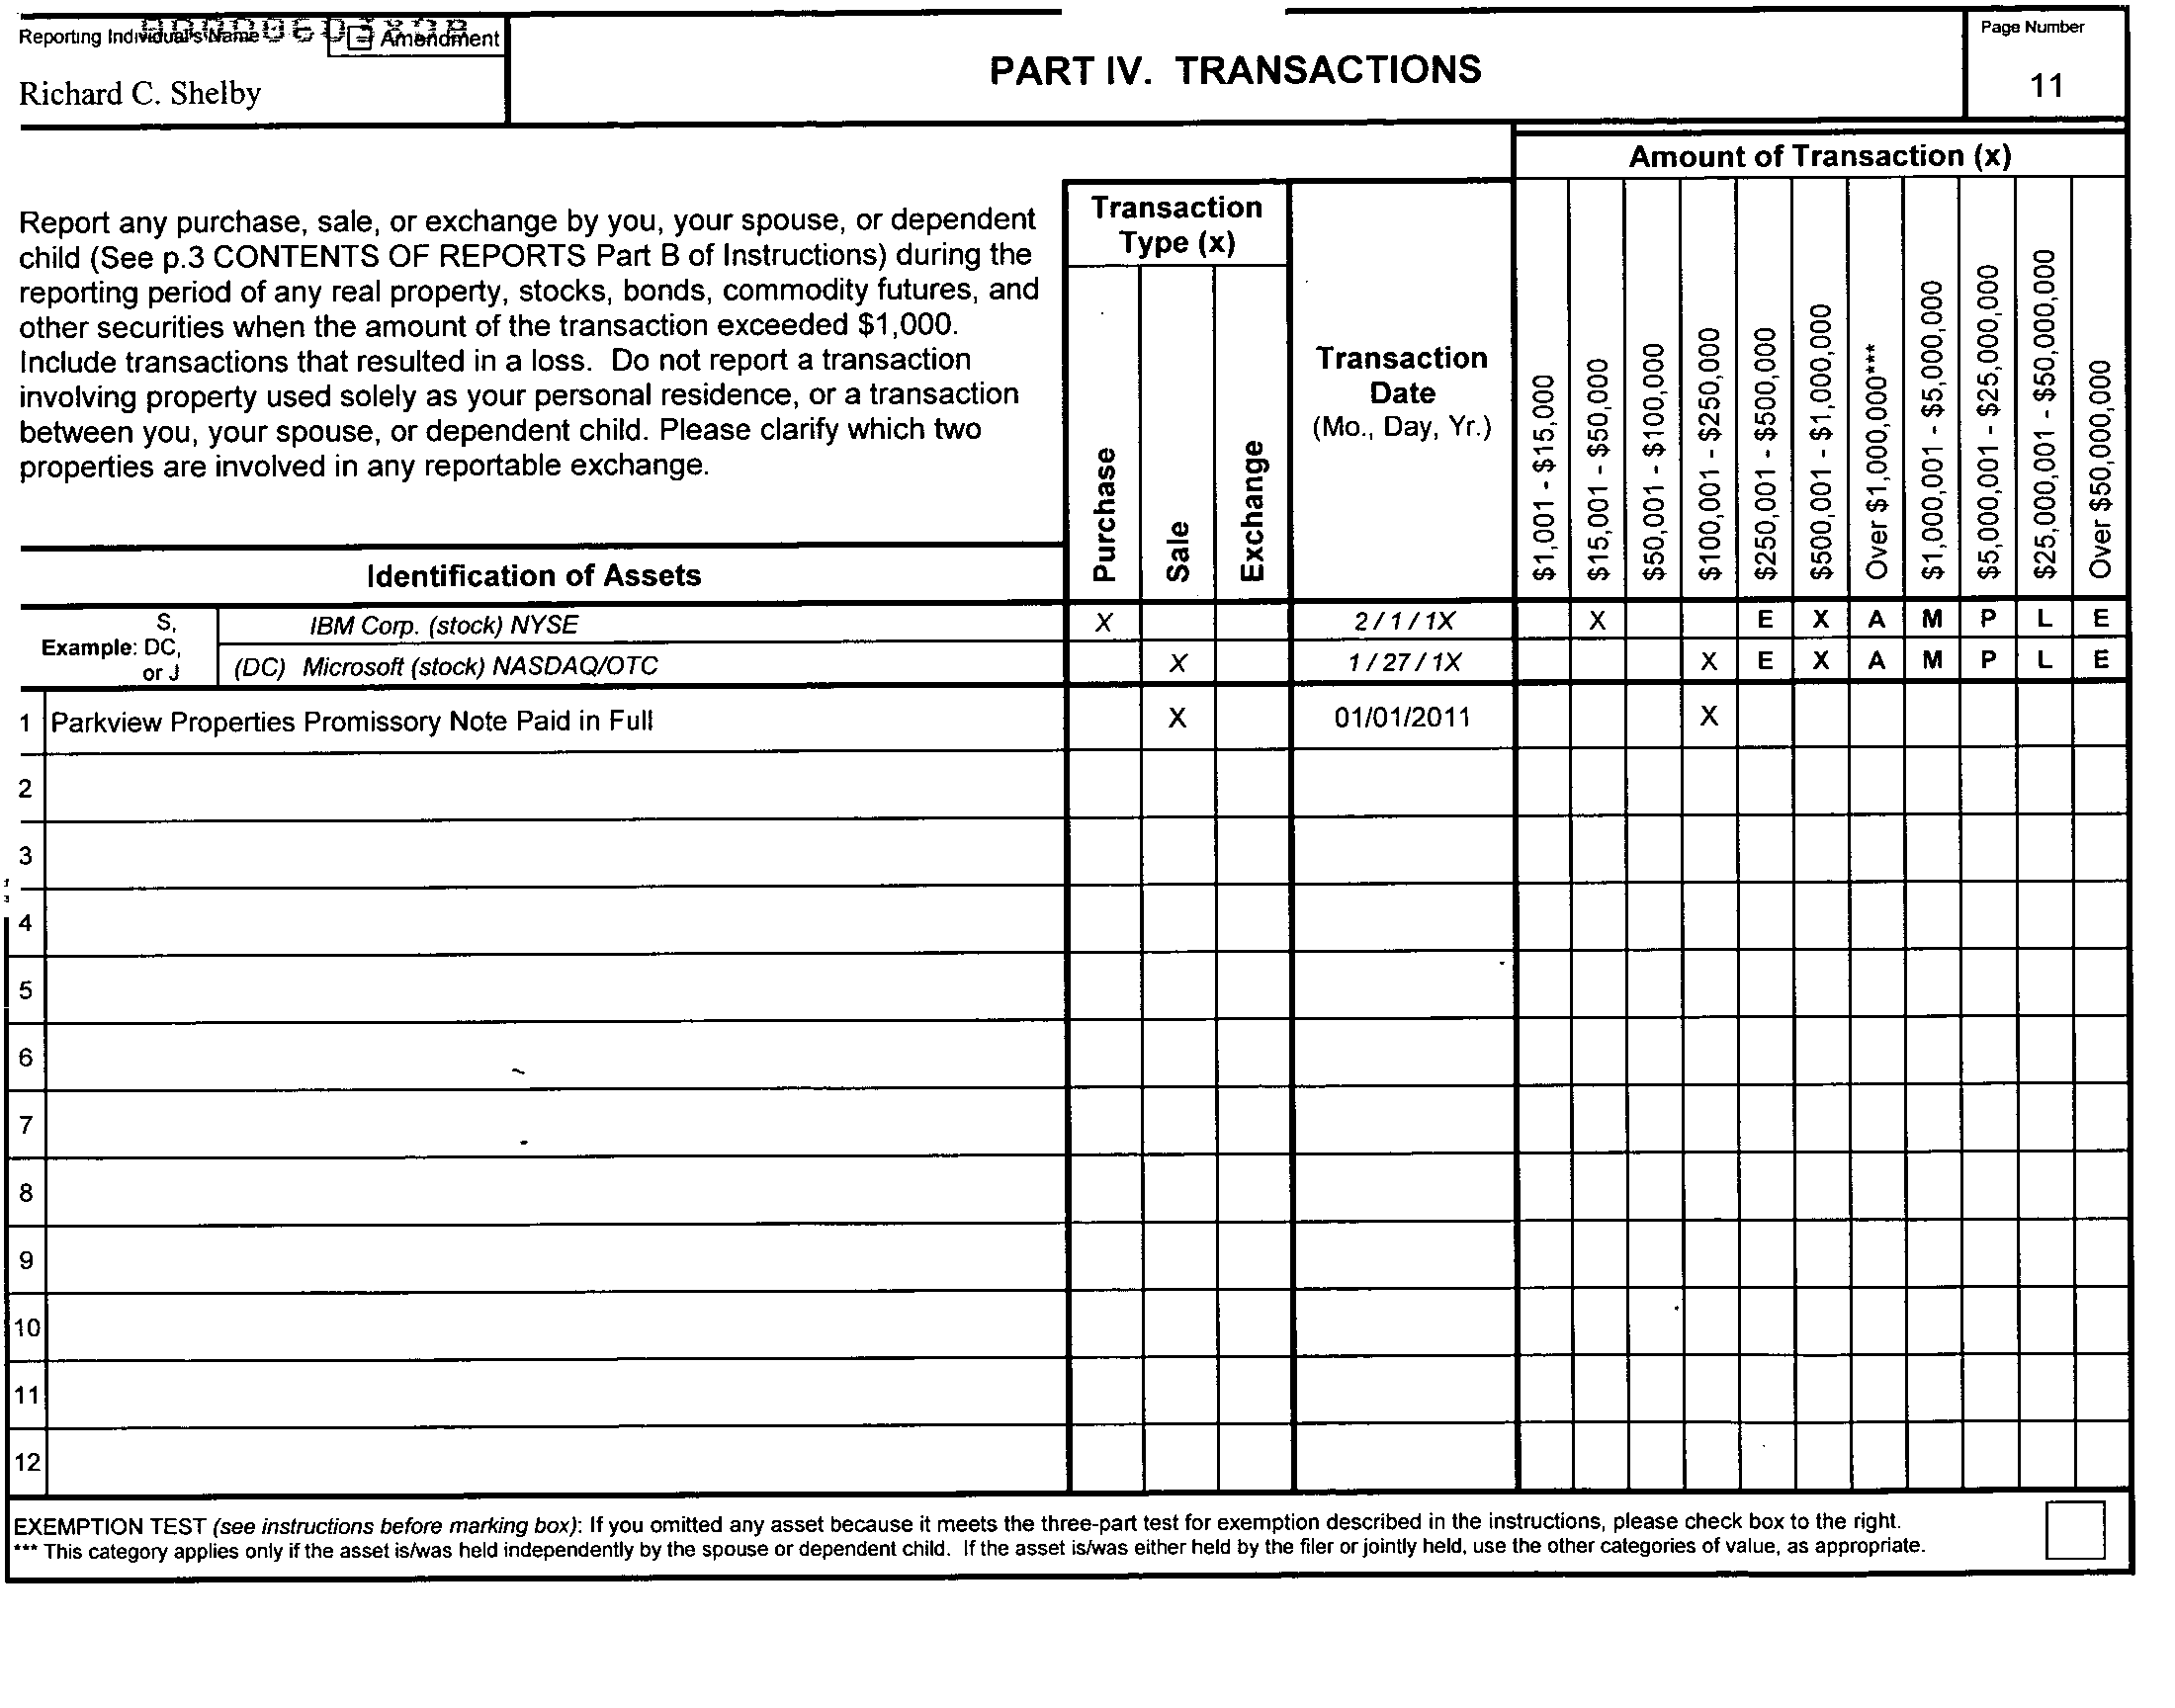 Reporting Individual's Name
Amendment
Richard C. Shelby
PART IV. TRANSACTIONS
Page Number
11
Report any purchase, sale, or exchange by you, your spouse, or dependent
child (See p.3 CONTENTS OF REPORTS Part B of Instructions) during the
reporting period of any real property, stocks, bonds, commodity futures, and
other securities when the amount of the transaction exceeded $1,000.
Include transactions that resulted in a loss. Do not report a transaction
involving property used solely as your personal residence, or a transaction
between you, your spouse, or dependent child. Please clarify which two
properties are involved in any reportable exchange.
Identification of Assets
Transaction
Type (x)
Purchase
Sale
Exchange
Transaction
Date
(Mo., Day, Yr.)
Amount of Transaction (x)
$1,001 - $15,000
$15,001 - $50,000
$50,001 - $100,000
$100,001 - $250,000
$250,001 - $500,000
$500,001 - $1,000,000
Over $1,000,000***
$1,000,001 - $5,000,000
$5,000,001 - $25,000,000
$25,000,001 - $50,000,000
Over $50,000,000
Example: S, DC, or J
IBM Corp. (stock) NYSE X 2 / 1 / 1X X E X A M P L E
(DC) Microsoft (stock) NASDAQ/OTC X 1 / 27 / 1X X E X A M P L E
1 Parkview Properties Promissory Note Paid in Full X 01/01/2011 X
2
3
4
5
6
7
8
9
10
11
12
EXEMPTION TEST (see instructions before marking box): If you omitted any asset because it meets the three-part test for exemption described in the instructions, please check box to the right.
*** This category applies only if the asset is/was held independently by the spouse or dependent child. If the asset is/was either held by the filer or jointly held, use the other categories of value, as appropriate.